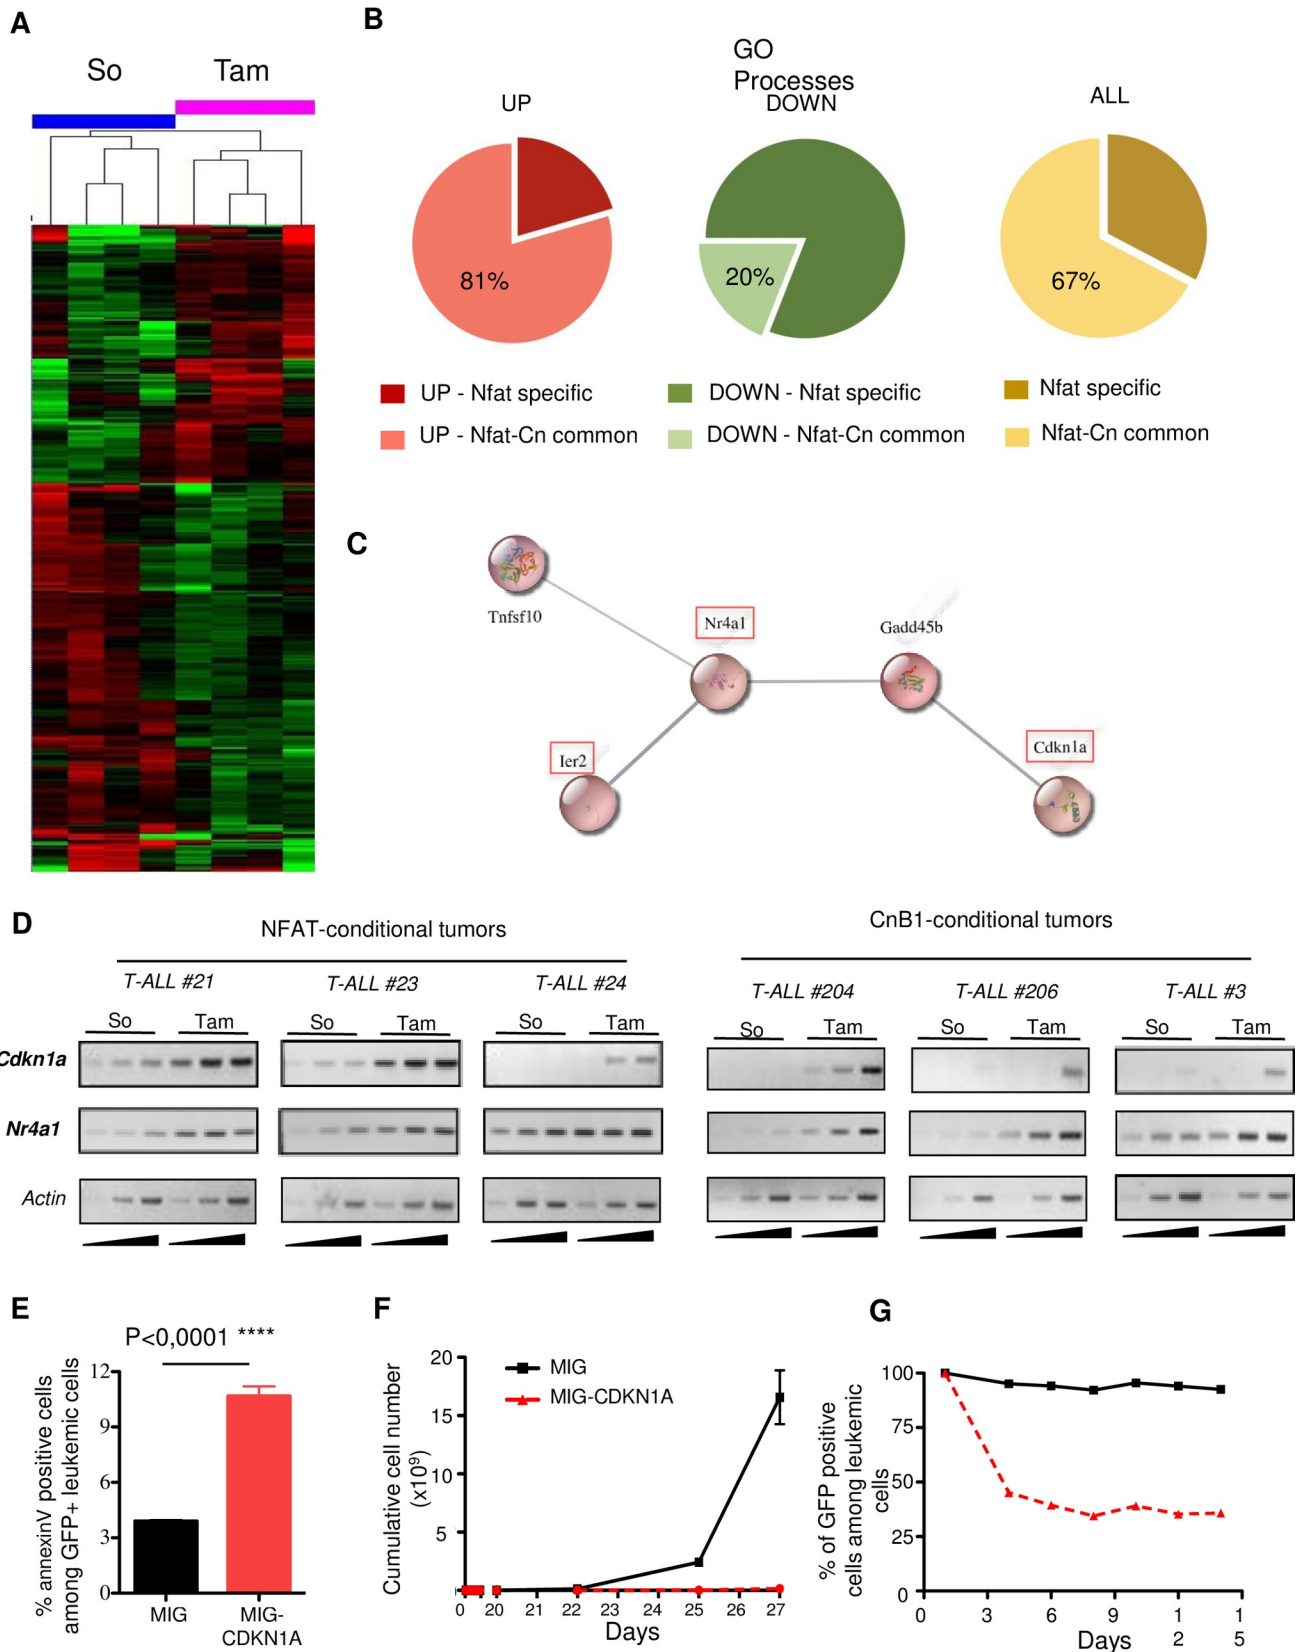 A
So
Tam
B
GO
Processes
UP
DOWN
ALL
81%
20%
67%
UP - Nfat specific
UP - Nfat-Cn common
DOWN - Nfat specific
DOWN - Nfat-Cn common
Nfat specific
Nfat-Cn common
C
Tnfsf10
Nr4a1
Gadd45b
Ier2
Cdkn1a
D
NFAT-conditional tumors
CnB1-conditional tumors
T-ALL #21
T-ALL #23
T-ALL #24
T-ALL #204
T-ALL #206
T-ALL #3
So Tam So Tam So Tam So Tam So Tam So Tam
Cdkn1a
Nr4a1
Actin
E
P<0,0001 ****
% annexinV positive cells
among GFP+ leukemic cells
12
9
6
3
0
MIG
MIG-
CDKN1A
F
Cumulative cell number
(x10⁹)
20
15
10
5
MIG
MIG-CDKN1A
0 20 21 22 23 24 25 26 27
Days
G
% of GFP positive
cells among leukemic
cells
100
75
50
25
0
0 3 6 9 1 1
2 5
Days